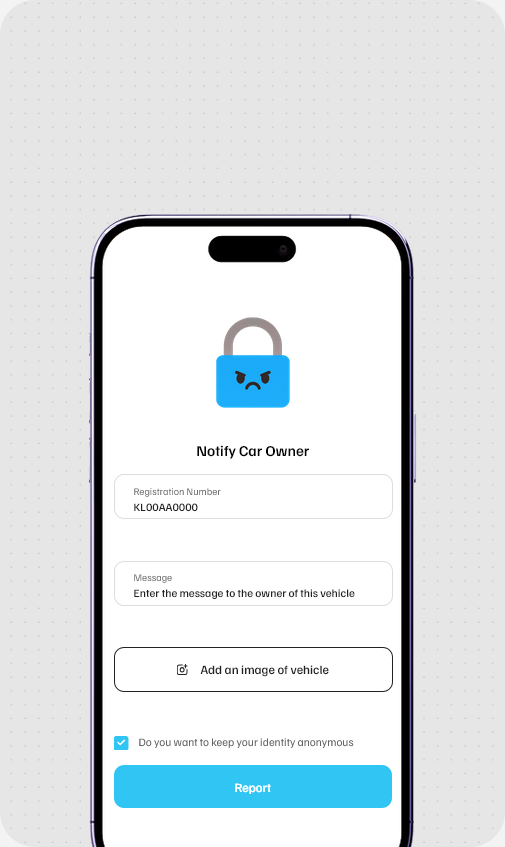 Notify Car Owner
Registration Number
KL00AA0000
Message
Enter the message to the owner of this vehicle
Add an image of vehicle
Do you want to keep your identity anonymous
Report